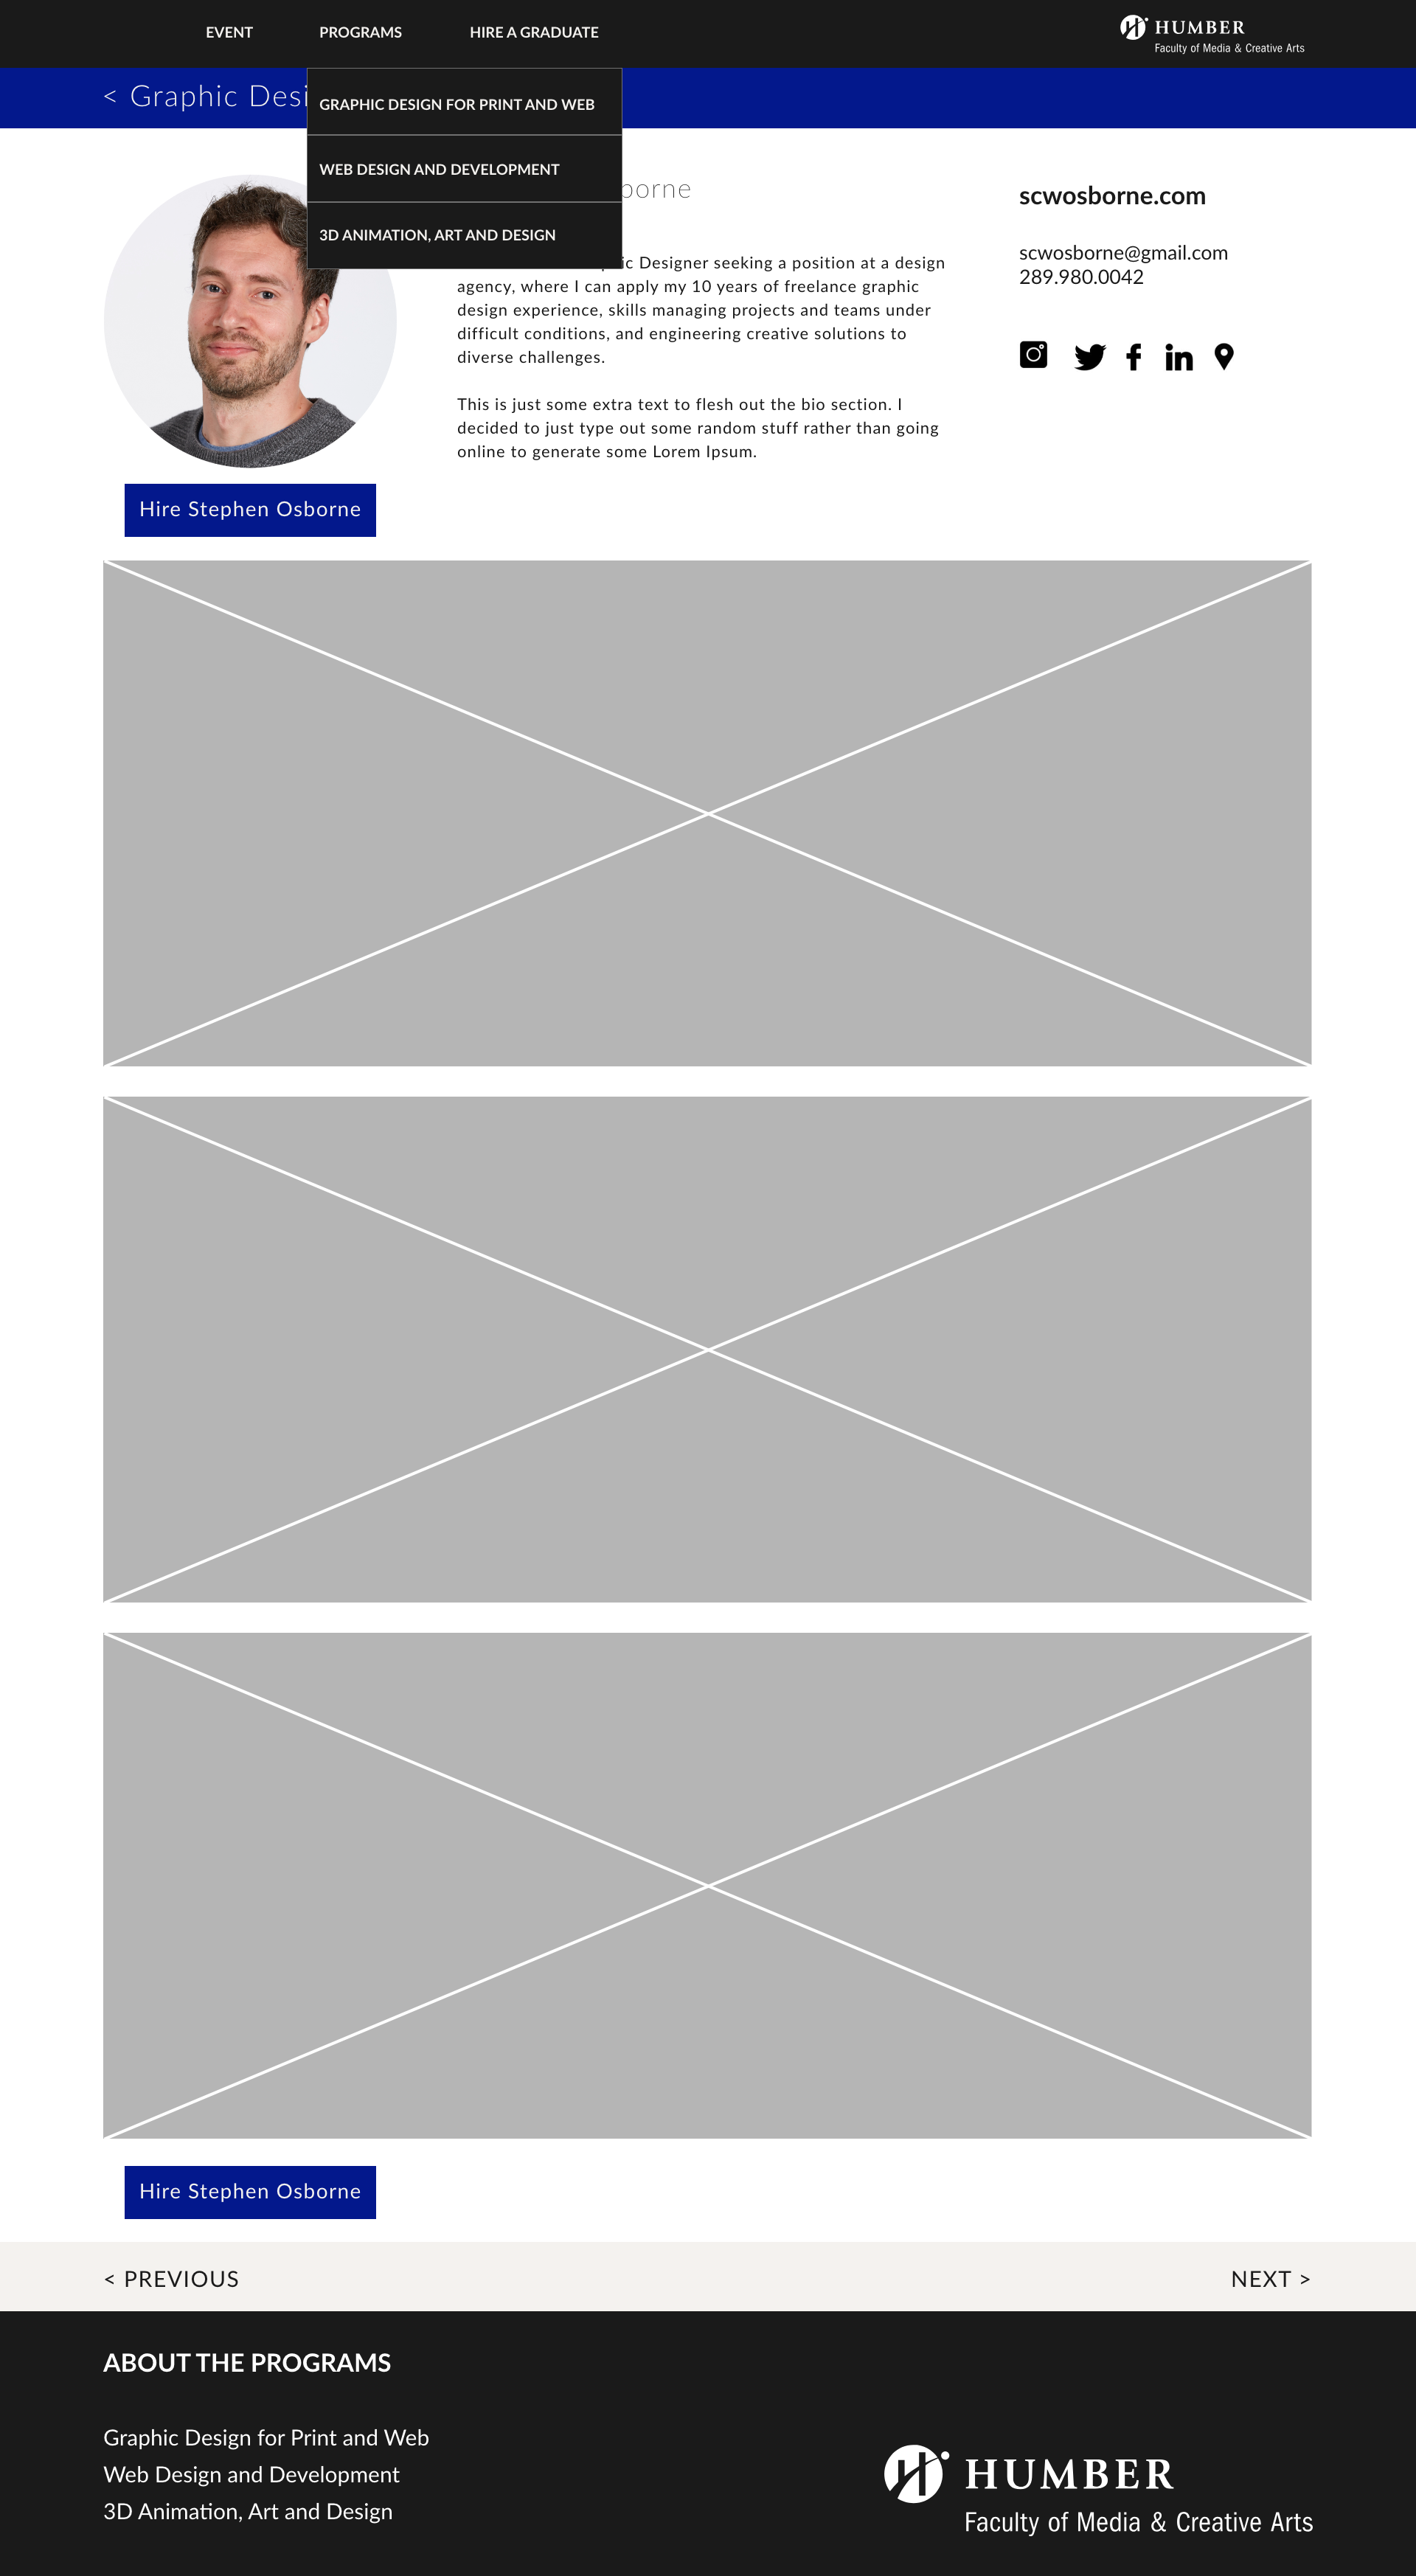 EVENT PROGRAMS HIRE A GRADUATE
HUMBER
Faculty of Media & Creative Arts
< Graphic Desi
GRAPHIC DESIGN FOR PRINT AND WEB
WEB DESIGN AND DEVELOPMENT
3D ANIMATION, ART AND DESIGN
borne
ic Designer seeking a position at a design
agency, where I can apply my 10 years of freelance graphic
design experience, skills managing projects and teams under
difficult conditions, and engineering creative solutions to
diverse challenges.
This is just some extra text to flesh out the bio section. I
decided to just type out some random stuff rather than going
online to generate some Lorem Ipsum.
scwosborne.com
scwosborne@gmail.com
289.980.0042
Hire Stephen Osborne
Hire Stephen Osborne
< PREVIOUS
NEXT >
ABOUT THE PROGRAMS
Graphic Design for Print and Web
Web Design and Development
3D Animation, Art and Design
HUMBER
Faculty of Media & Creative Arts